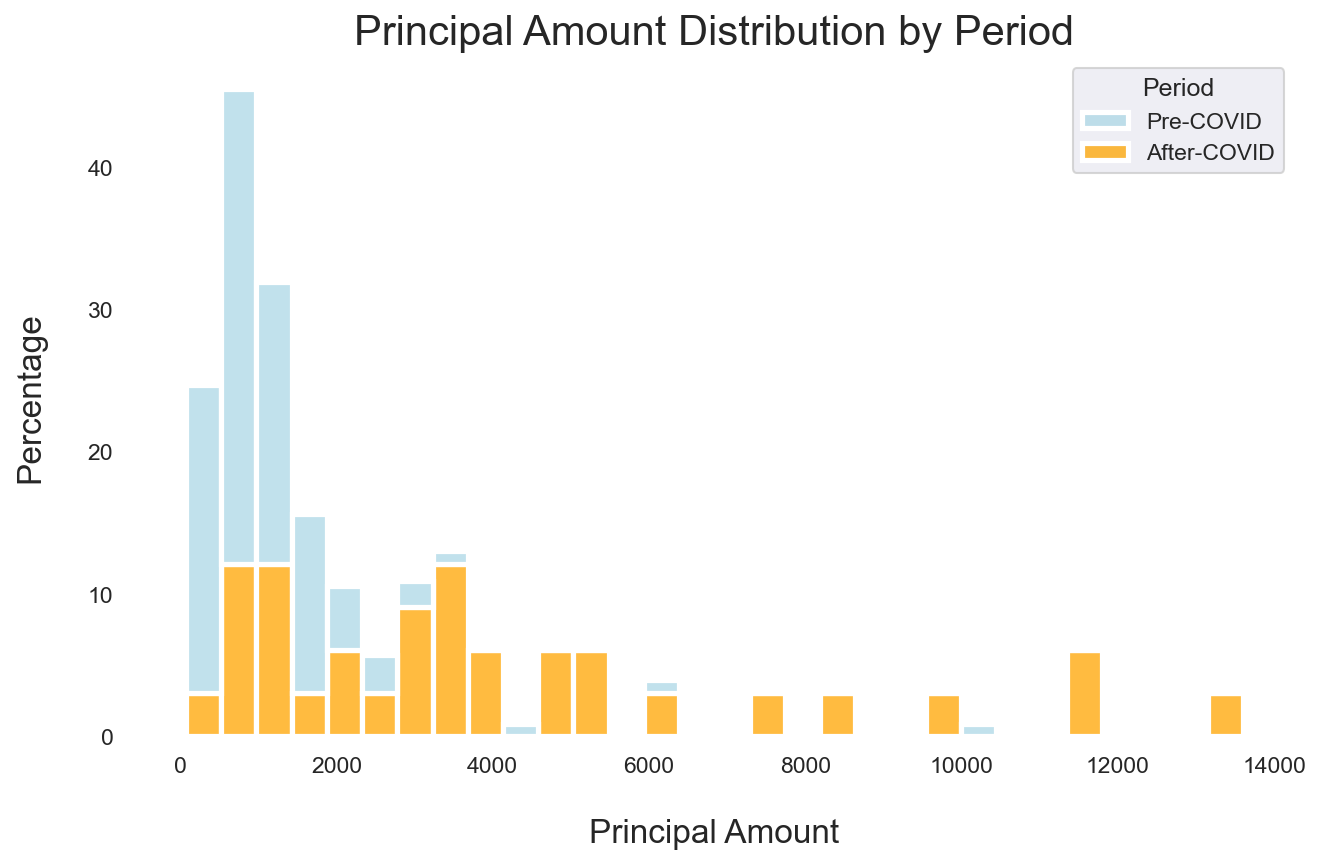 Principal Amount Distribution by Period
Period
Pre-COVID
After-COVID
Percentage
40
30
20
10
0
0 2000 4000 6000 8000 10000 12000 14000
Principal Amount